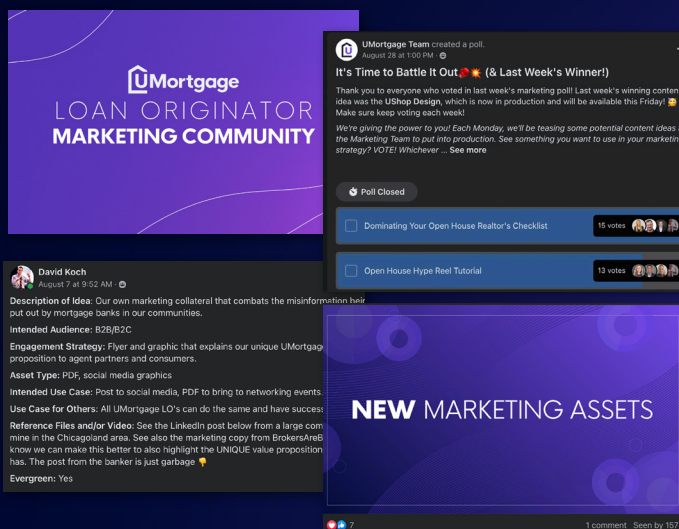 UMortgage
LOAN ORIGINATOR
MARKETING COMMUNITY
UMortgage Team created a poll.
August 28 at 1:00 PM ·
It's Time to Battle It Out🥊💥 (& Last Week's Winner!)
Thank you to everyone who voted in last week's marketing poll! Last week's winning conten
idea was the UShop Design, which is now in production and will be available this Friday! 🤩
Make sure keep voting each week!
We're giving the power to you! Each Monday, we'll be teasing some potential content ideas
the Marketing Team to put into production. See something you want to use in your marketin
strategy? VOTE! Whichever ... See more
Poll Closed
Dominating Your Open House Realtor's Checklist
15 votes
Open House Hype Reel Tutorial
13 votes
David Koch
August 7 at 9:52 AM ·
Description of Idea: Our own marketing collateral that combats the misinformation bein
put out by mortgage banks in our communities.
Intended Audience: B2B/B2C
Engagement Strategy: Flyer and graphic that explains our unique UMortgag
proposition to agent partners and consumers.
Asset Type: PDF, social media graphics
Intended Use Case: Post to social media, PDF to bring to networking events.
Use Case for Others: All UMortgage LO's can do the same and have success
Reference Files and/or Video: See the LinkedIn post below from a large com
mine in the Chicagoland area. See also the marketing copy from BrokersAreB
know we can make this better to also highlight the UNIQUE value proposition
has. The post from the banker is just garbage 👎
Evergreen: Yes
NEW MARKETING ASSETS
7
1 comment Seen by 157